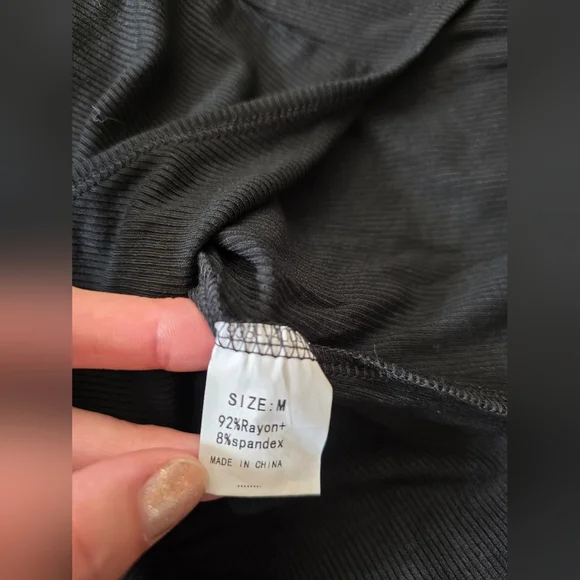 SIZE:M
92%Rayon+
8%spandex
MADE IN CHINA
........